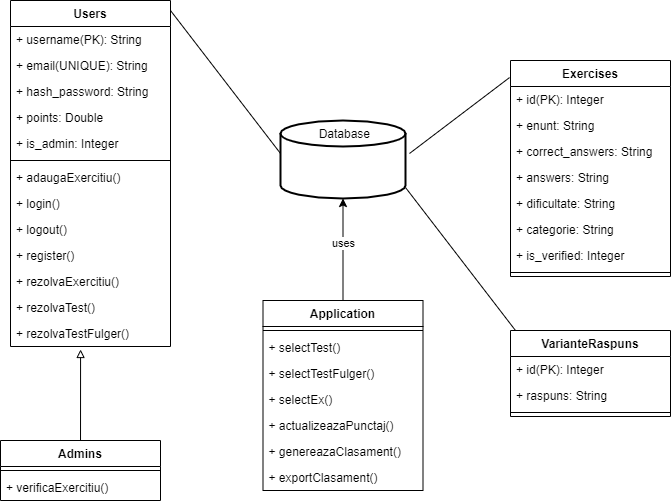 Users
+ username(PK): String
+ email(UNIQUE): String
+ hash_password: String
+ points: Double
+ is_admin: Integer
+ adaugaExercitiu()
+ login()
+ logout()
+ register()
+ rezolvaExercitiu()
+ rezolvaTest()
+ rezolvaTestFulger()
Admins
+ verificaExercitiu()
Database
uses
Application
+ selectTest()
+ selectTestFulger()
+ selectEx()
+ actualizeazaPunctaj()
+ genereazaClasament()
+ exportClasament()
Exercises
+ id(PK): Integer
+ enunt: String
+ correct_answers: String
+ answers: String
+ dificultate: String
+ categorie: String
+ is_verified: Integer
VarianteRaspuns
+ id(PK): Integer
+ raspuns: String